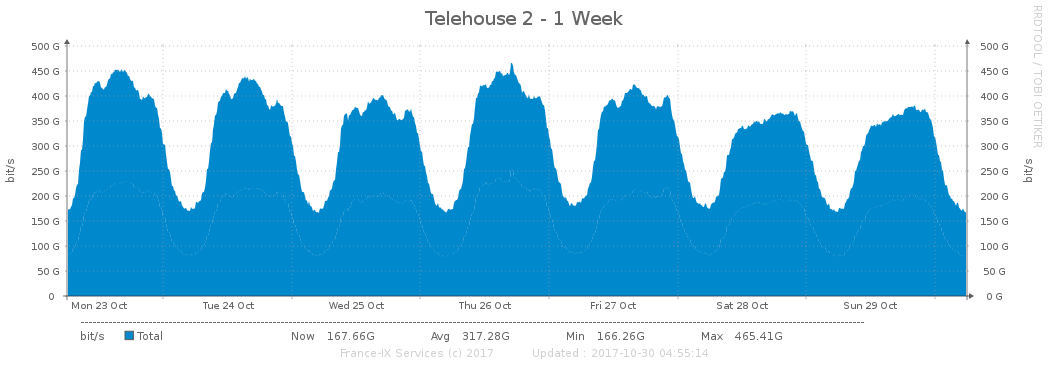 Telehouse 2 - 1 Week
RRDTOOL / TOBI OETIKER
500 G 500 G
450 G 450 G
400 G 400 G
350 G 350 G
300 G 300 G
250 G 250 G
200 G 200 G
150 G 150 G
100 G 100 G
50 G 50 G
0 0 G
bit/s
bit/s
Mon 23 Oct Tue 24 Oct Wed 25 Oct Thu 26 Oct Fri 27 Oct Sat 28 Oct Sun 29 Oct
bit/s Total Now 167.66G Avg 317.28G Min 166.26G Max 465.41G
France-IX Services (c) 2017 Updated : 2017-10-30 04:55:14